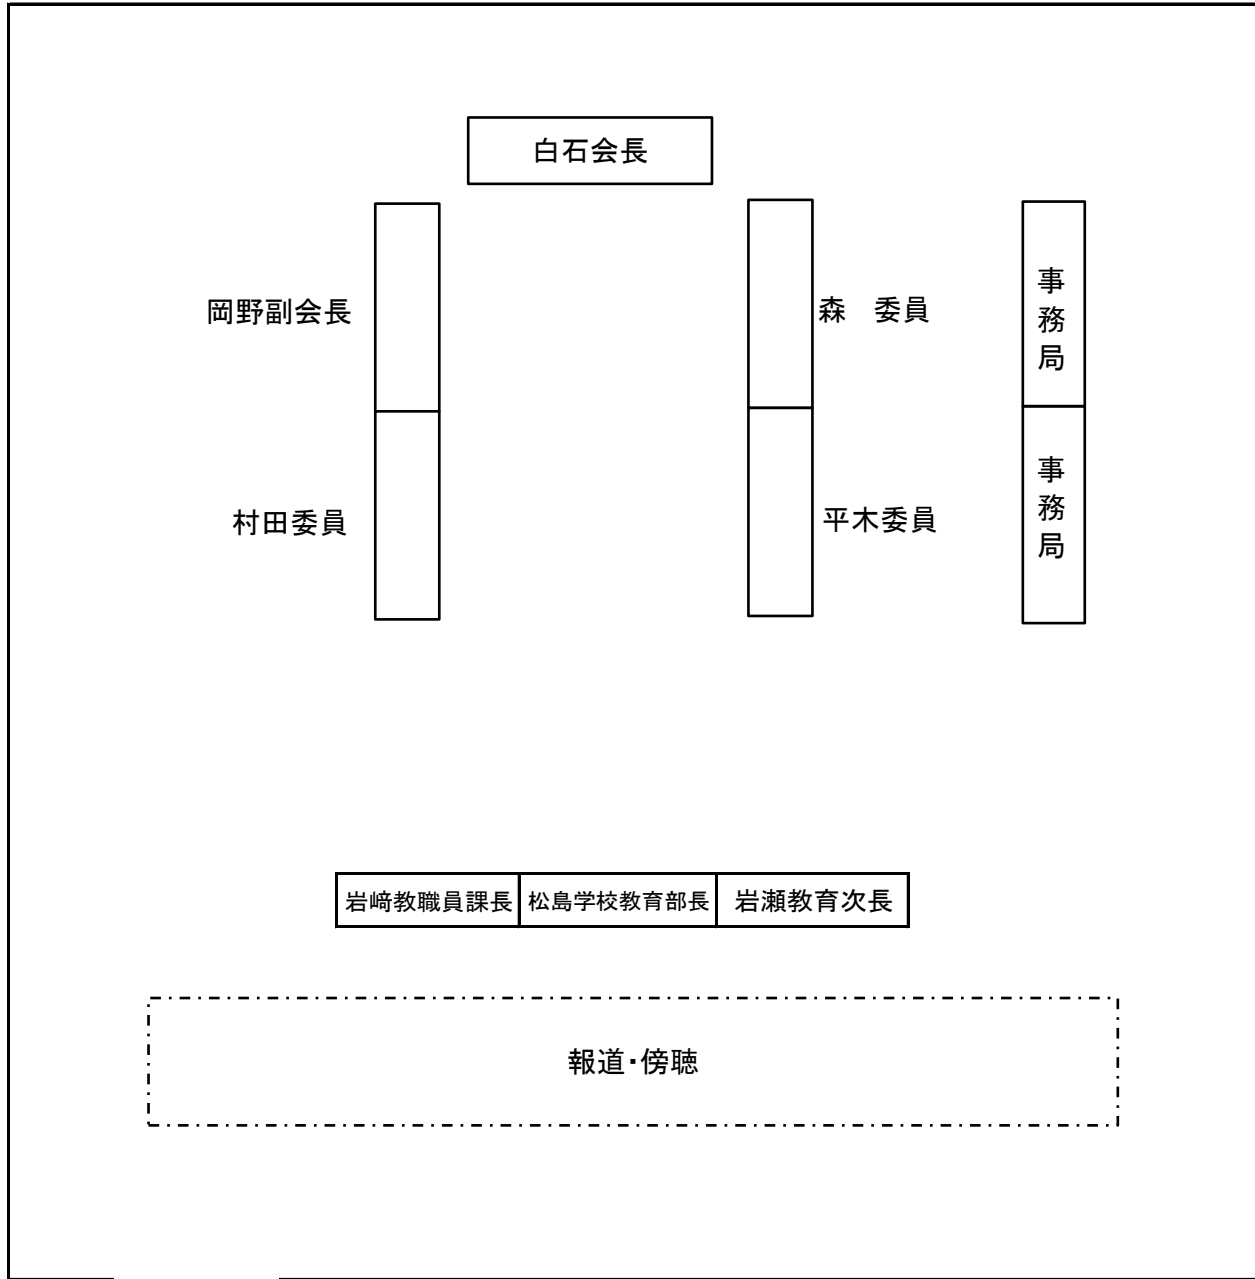 白石会長
岡野副会長
森　委員
事務局
村田委員
平木委員
事務局
岩﨑教職員課長
松島学校教育部長
岩瀬教育次長
報道・傍聴